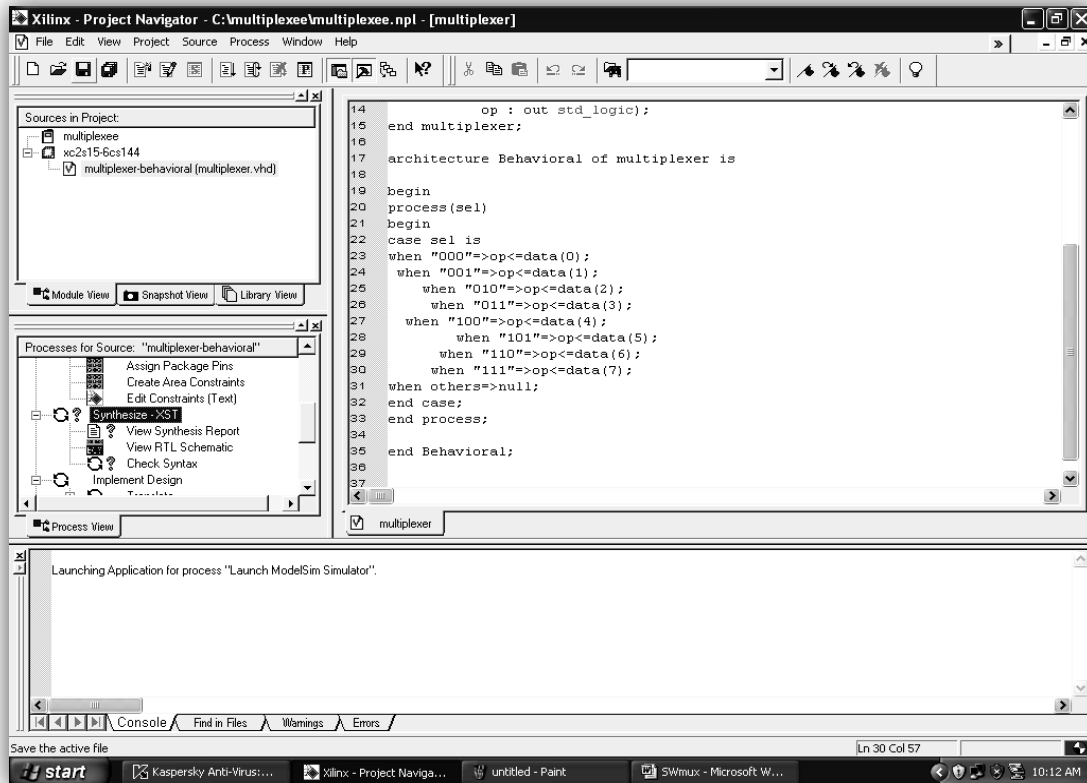 Xilinx - Project Navigator - C:\multiplexee\multiplexee.npl - [multiplexer]
File Edit View Project Source Process Window Help
Sources in Project:
multiplexee
xc2s15-6cs144
multiplexer-behavioral (multiplexer.vhd)
Module View Snapshot View Library View
Processes for Source: "multiplexer-behavioral"
Assign Package Pins
Create Area Constraints
Edit Constraints (Text)
Synthesize - XST
View Synthesis Report
View RTL Schematic
Check Syntax
Implement Design
Translate
Process View
14 op : out std_logic);
15 end multiplexer;
16
17 architecture Behavioral of multiplexer is
18
19 begin
20 process(sel)
21 begin
22 case sel is
23 when "000"=>op<=data(0);
24 when "001"=>op<=data(1);
25 when "010"=>op<=data(2);
26 when "011"=>op<=data(3);
27 when "100"=>op<=data(4);
28 when "101"=>op<=data(5);
29 when "110"=>op<=data(6);
30 when "111"=>op<=data(7);
31 when others=>null;
32 end case;
33 end process;
34
35 end Behavioral;
36
37
multiplexer
Launching Application for process "Launch ModelSim Simulator".
Console Find in Files Warnings Errors
Save the active file
Ln 30 Col 57
start Kaspersky Anti-Virus:... Xilinx - Project Naviga... untitled - Paint SWmux - Microsoft W... 10:12 AM